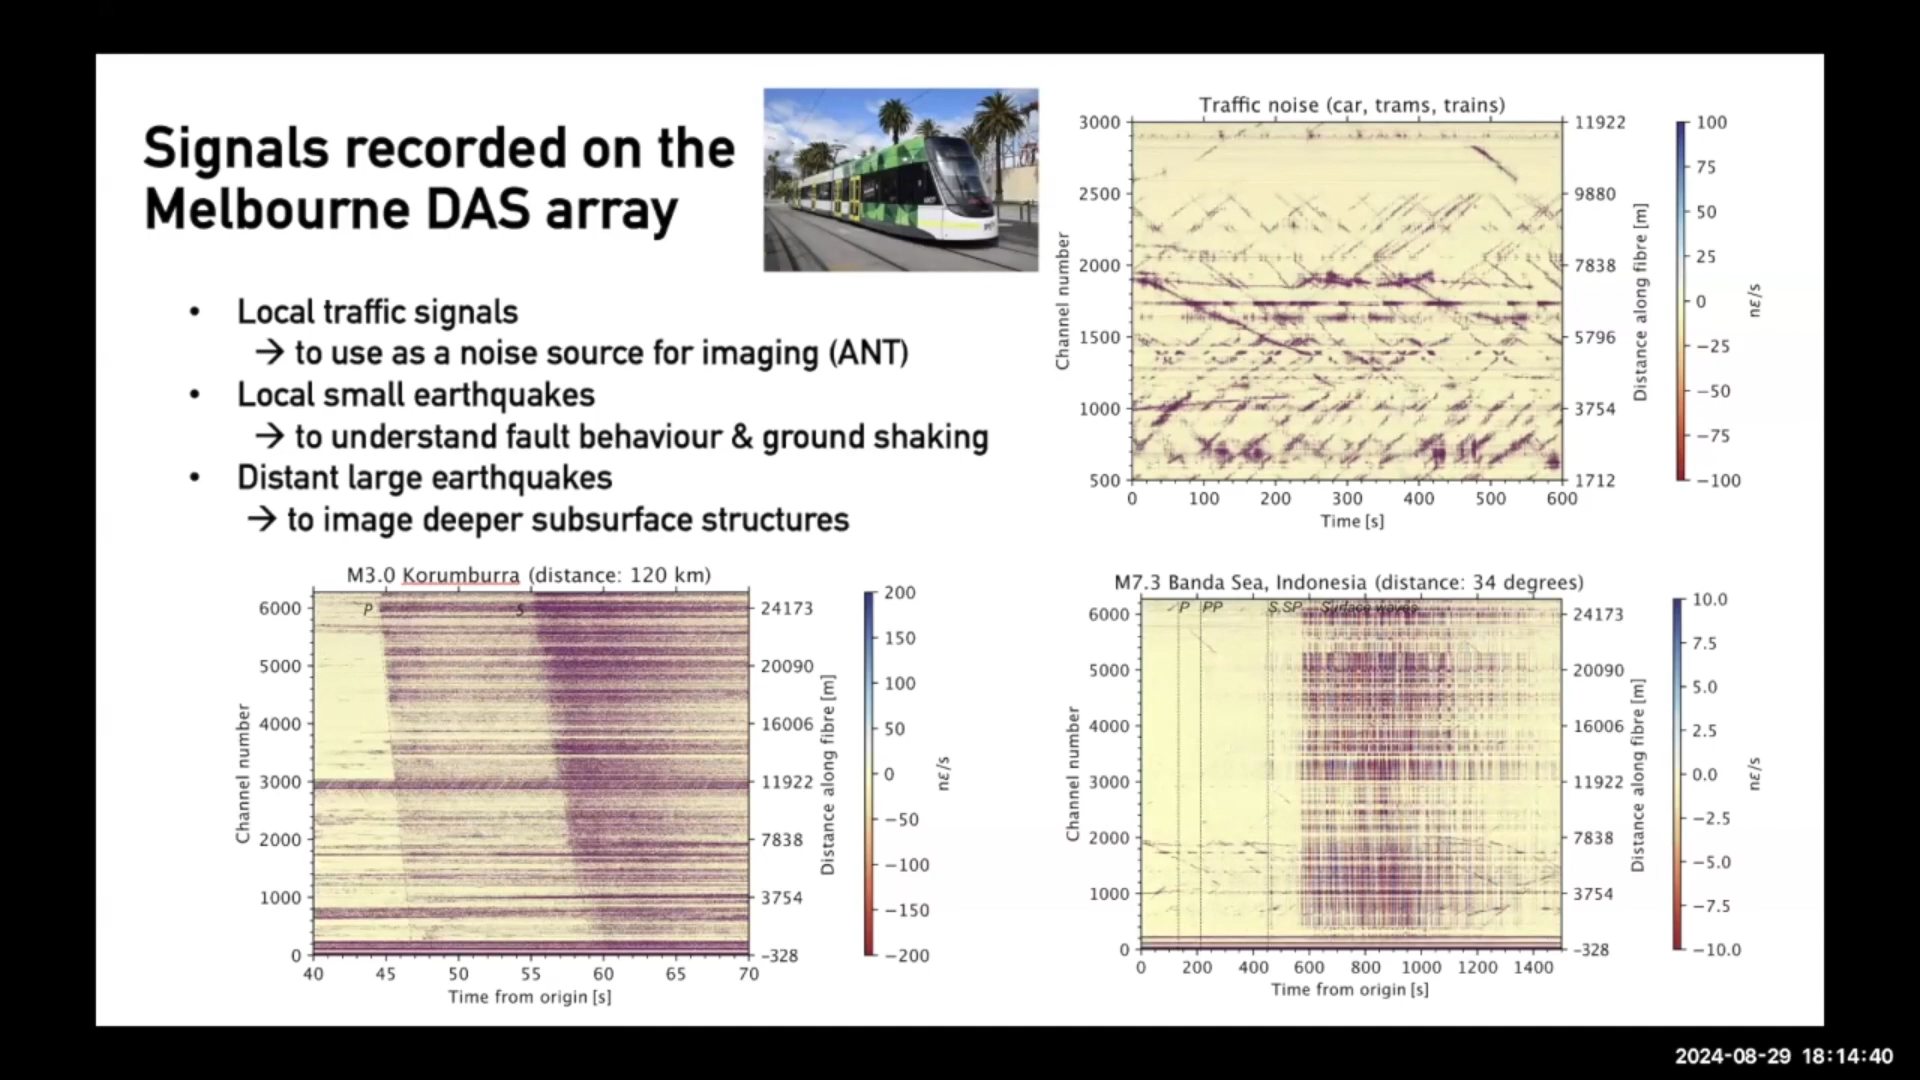 Signals recorded on the
Melbourne DAS array
• Local traffic signals
→ to use as a noise source for imaging (ANT)
• Local small earthquakes
→ to understand fault behaviour & ground shaking
• Distant large earthquakes
→ to image deeper subsurface structures
Traffic noise (car, trams, trains)
Channel number
3000
2500
2000
1500
1000
500
0 100 200 300 400 500 600
Time [s]
11922
9880
7838
5796
3754
1712
Distance along fibre [m]
100
75
50
25
0
−25
−50
−75
−100
nε/s
M3.0 Korumburra (distance: 120 km)
P S
Channel number
6000
5000
4000
3000
2000
1000
0
40 45 50 55 60 65 70
Time from origin [s]
24173
20090
16006
11922
7838
3754
−328
Distance along fibre [m]
200
150
100
50
0
−50
−100
−150
−200
nε/s
M7.3 Banda Sea, Indonesia (distance: 34 degrees)
P PP S SP Surface waves
Channel number
6000
5000
4000
3000
2000
1000
0
0 200 400 600 800 1000 1200 1400
Time from origin [s]
24173
20090
16006
11922
7838
3754
−328
Distance along fibre [m]
10.0
7.5
5.0
2.5
0.0
−2.5
−5.0
−7.5
−10.0
nε/s
2024-08-29 18:14:40